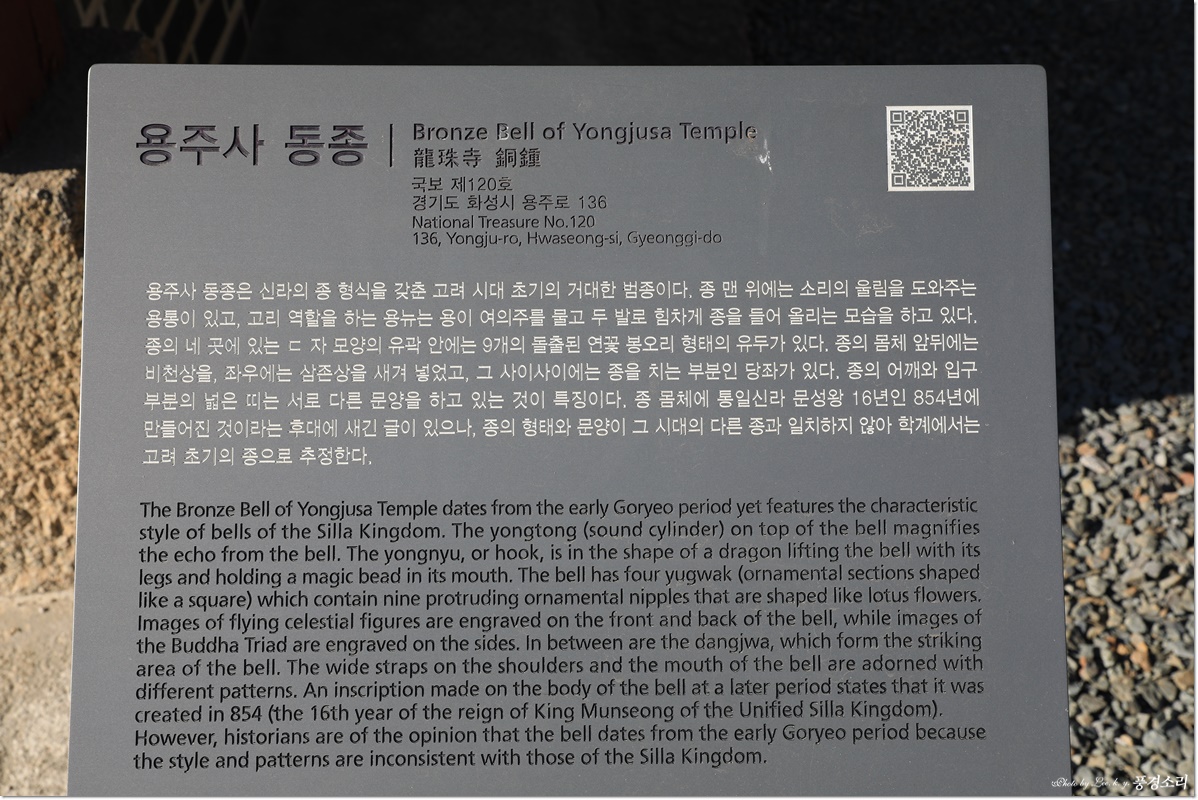 용주사 동종
Bronze Bell of Yongjusa Temple
龍珠寺 銅鍾
국보 제120호
경기도 화성시 용주로 136
National Treasure No.120
136, Yongju-ro, Hwaseong-si, Gyeonggi-do
용주사 동종은 신라의 종 형식을 갖춘 고려 시대 초기의 거대한 범종이다. 종 맨 위에는 소리의 울림을 도와주는
용통이 있고, 고리 역할을 하는 용뉴는 용이 여의주를 물고 두 발로 힘차게 종을 들어 올리는 모습을 하고 있다.
종의 네 곳에 있는 ㄷ 자 모양의 유곽 안에는 9개의 돌출된 연꽃 봉오리 형태의 유두가 있다. 종의 몸체 앞뒤에는
비천상을, 좌우에는 삼존상을 새겨 넣었고, 그 사이사이에는 종을 치는 부분인 당좌가 있다. 종의 어깨와 입구
부분의 넓은 띠는 서로 다른 문양을 하고 있는 것이 특징이다. 종 몸체에 통일신라 문성왕 16년인 854년에
만들어진 것이라는 후대에 새긴 글이 있으나, 종의 형태와 문양이 그 시대의 다른 종과 일치하지 않아 학계에서는
고려 초기의 종으로 추정한다.
The Bronze Bell of Yongjusa Temple dates from the early Goryeo period yet features the characteristic
style of bells of the Silla Kingdom. The yongtong (sound cylinder) on top of the bell magnifies
the echo from the bell. The yongnyu, or hook, is in the shape of a dragon lifting the bell with its
legs and holding a magic bead in its mouth. The bell has four yugwak (ornamental sections shaped
like a square) which contain nine protruding ornamental nipples that are shaped like lotus flowers.
Images of flying celestial figures are engraved on the front and back of the bell, while images of
the Buddha Triad are engraved on the sides. In between are the dangjwa, which form the striking
area of the bell. The wide straps on the shoulders and the mouth of the bell are adorned with
different patterns. An inscription made on the body of the bell at a later period states that it was
created in 854 (the 16th year of the reign of King Munseong of the Unified Silla Kingdom).
However, historians are of the opinion that the bell dates from the early Goryeo period because
the style and patterns are inconsistent with those of the Silla Kingdom.
Photo by Lee. k. y. 풍경소리